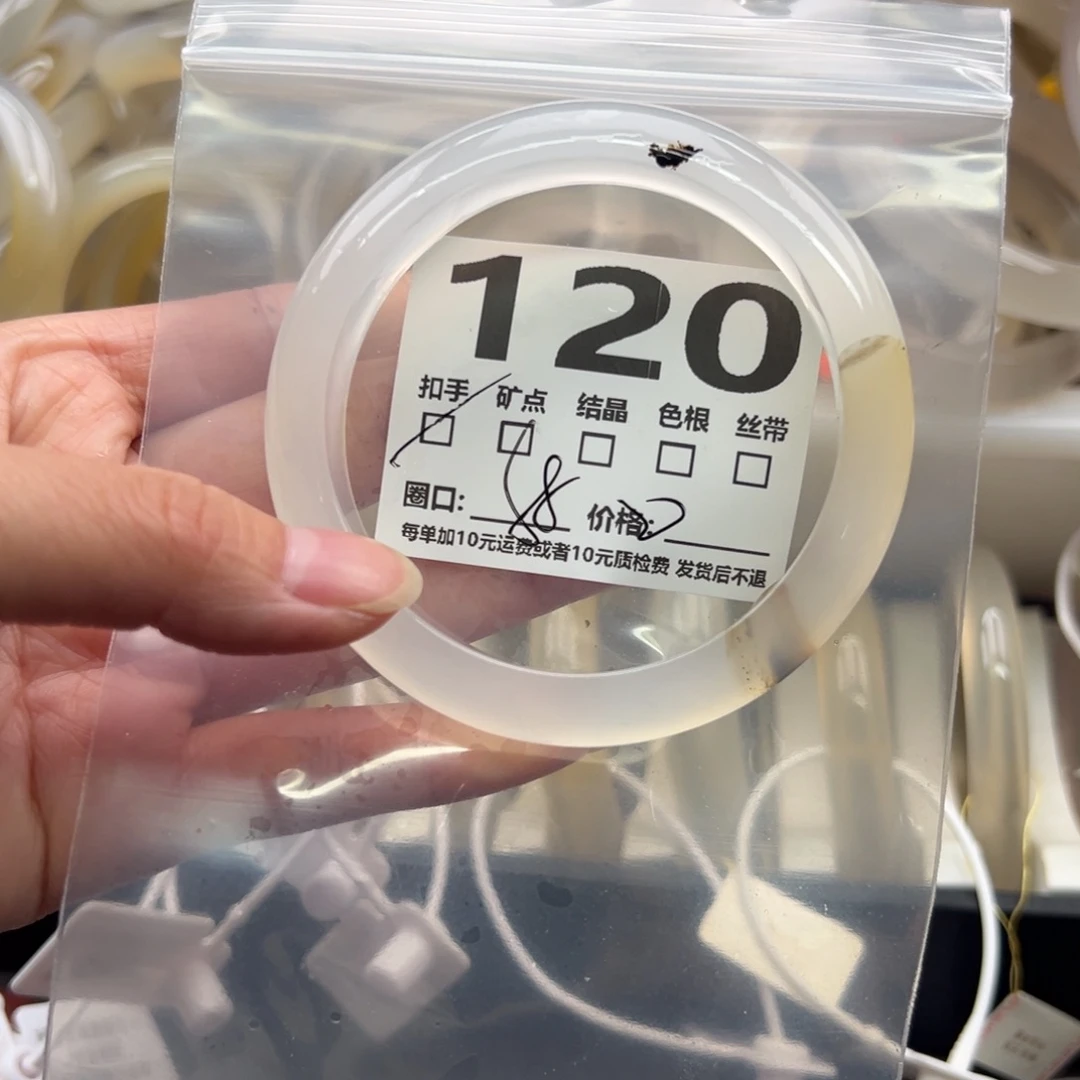 120
扣手 矿点 结晶 色根 丝带
圈口: 58 价格:
每单加10元运费或者10元质检费 发货后不退